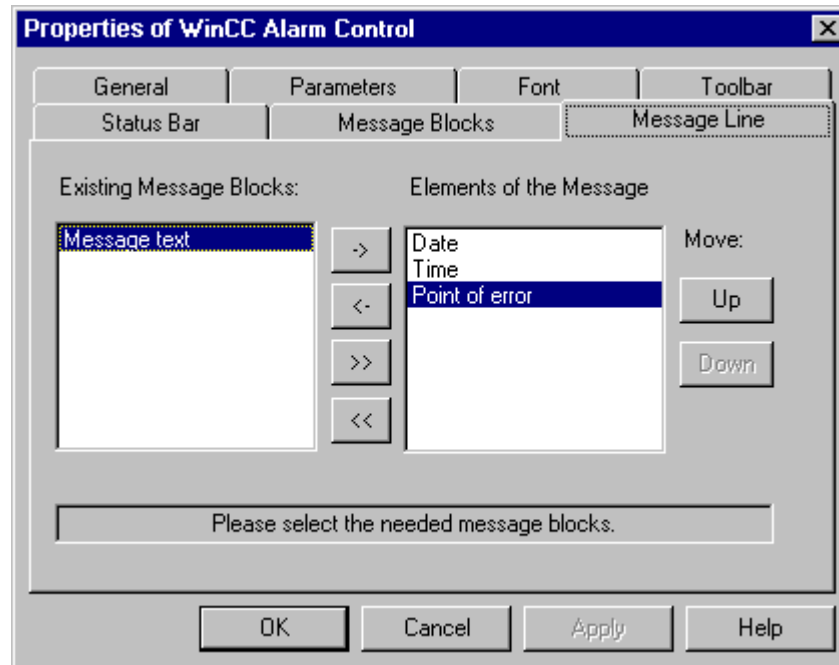 Properties of WinCC Alarm Control
General Parameters Font Toolbar
Status Bar Message Blocks Message Line
Existing Message Blocks: Elements of the Message
Message text
->
Date
Time
Point of error
Move:
<-
Up
>>
Down
<<
Please select the needed message blocks.
OK Cancel Apply Help